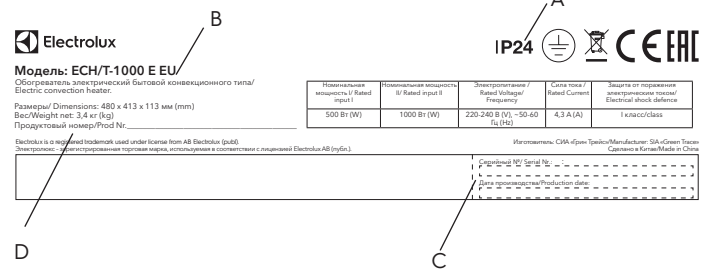 A
B
Electrolux
IP24
CE EAC
Модель: ECH/T-1000 E EU
Обогреватель электрический бытовой конвекционного типа/
Electric convection heater.
Размеры/ Dimensions: 480 x 413 x 113 мм (mm)
Вес/Weight net: 3,4 кг (kg)
Продуктовый номер/Prod Nr.
Номинальная мощность I/ Rated input I
Номинальная мощность II/ Rated input II
Электропитание / Rated Voltage/ Frequency
Сила тока / Rated Current
Защита от поражения электрическим током/ Electrical shock defence
500 Вт (W)
1000 Вт (W)
220-240 В (V), ~50-60 Гц (Hz)
4,3 А (A)
I класс/class
Electrolux is a registered trademark used under license from AB Electrolux (publ).
Электролюкс - зарегистрированная торговая марка, используемая в соответствии с лицензией Electrolux AB (публ.).
Изготовитель: СИА «Грин Трейс»/Manufacturer: SIA «Green Trace»
Сделано в Китае/Made in China
Серийный №/ Serial Nr.: :
Дата производства/Production date:
D
C